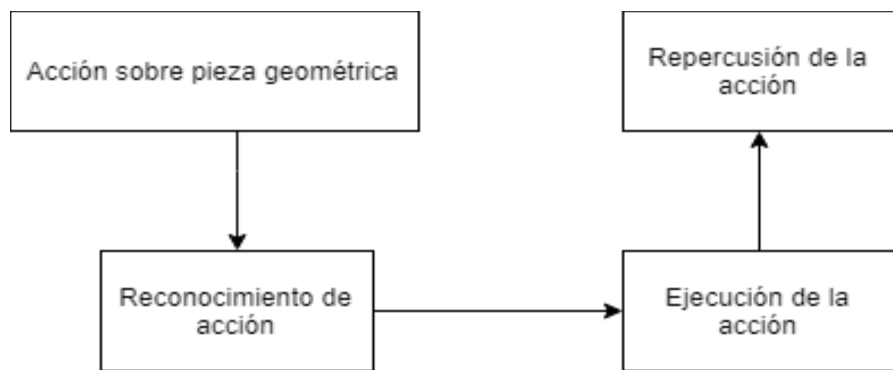 Acción sobre pieza geométrica
Reconocimiento de
acción
Ejecución de la
acción
Repercusión de la
acción